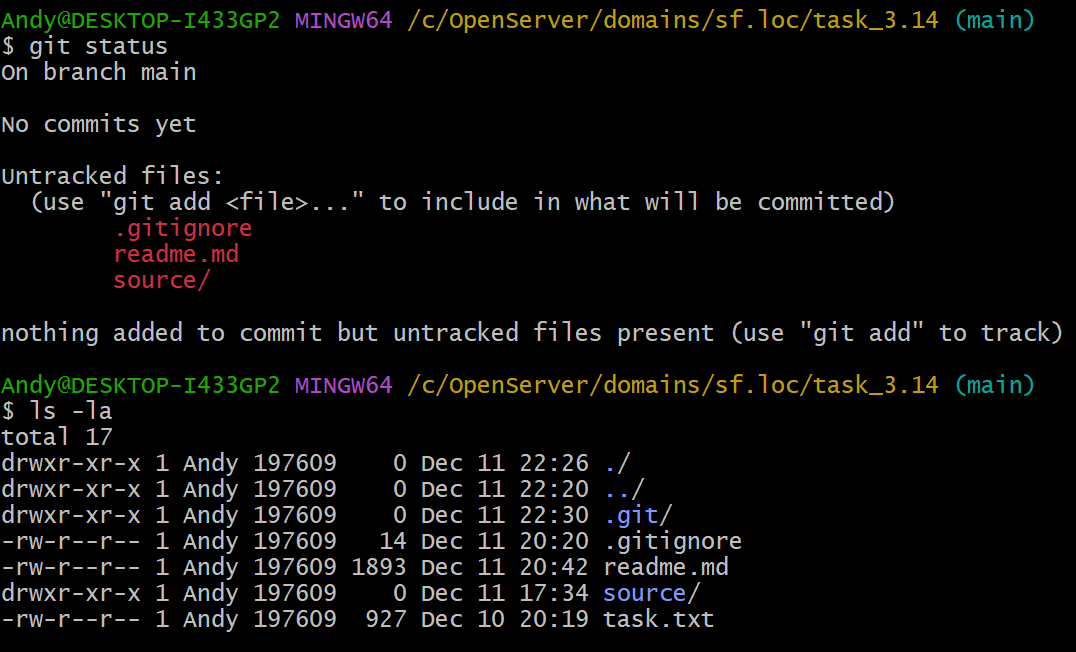 Andy@DESKTOP-I433GP2 MINGW64 /c/OpenServer/domains/sf.loc/task_3.14 (main)
$ git status
On branch main

No commits yet

Untracked files:
  (use "git add <file>..." to include in what will be committed)
        .gitignore
        readme.md
        source/

nothing added to commit but untracked files present (use "git add" to track)

Andy@DESKTOP-I433GP2 MINGW64 /c/OpenServer/domains/sf.loc/task_3.14 (main)
$ ls -la
total 17
drwxr-xr-x 1 Andy 197609    0 Dec 11 22:26 ./
drwxr-xr-x 1 Andy 197609    0 Dec 11 22:20 ../
drwxr-xr-x 1 Andy 197609    0 Dec 11 22:30 .git/
-rw-r--r-- 1 Andy 197609   14 Dec 11 20:20 .gitignore
-rw-r--r-- 1 Andy 197609 1893 Dec 11 20:42 readme.md
drwxr-xr-x 1 Andy 197609    0 Dec 11 17:34 source/
-rw-r--r-- 1 Andy 197609  927 Dec 10 20:19 task.txt